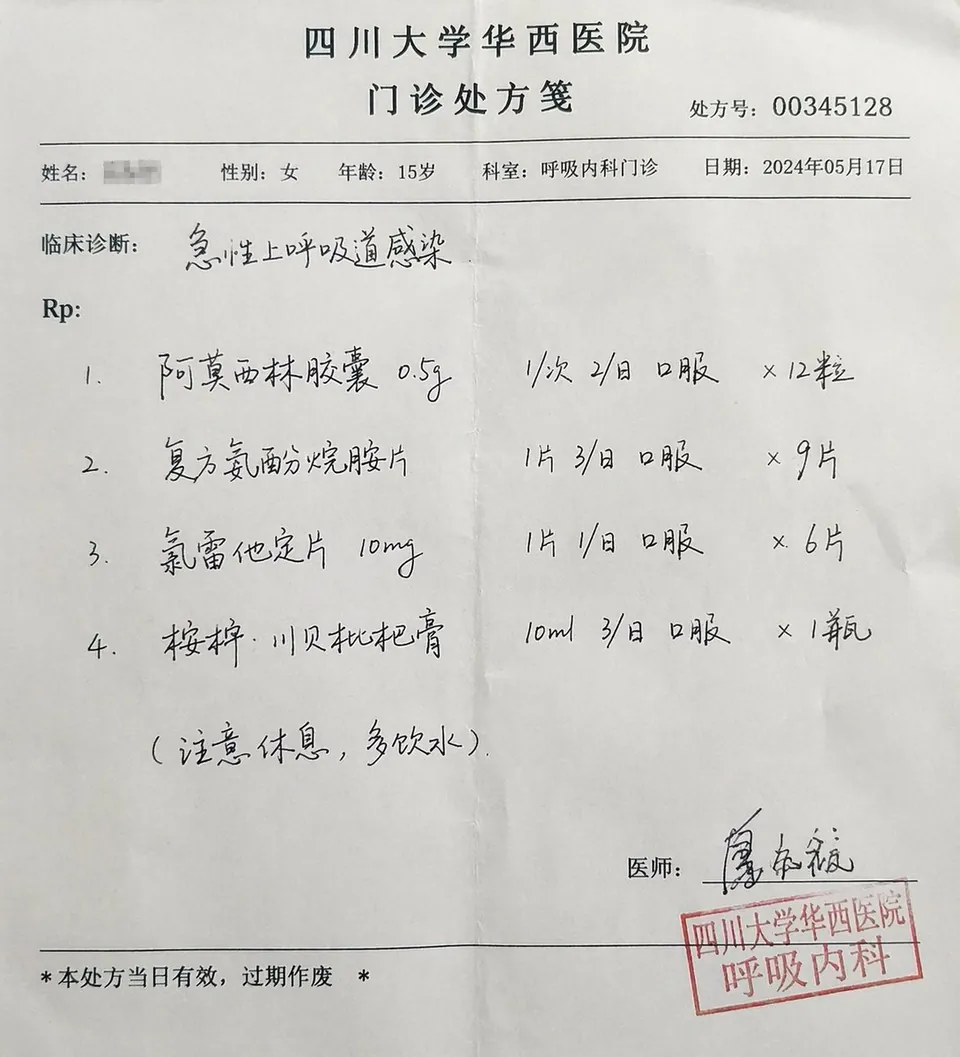 四川大学华西医院
门诊处方笺
处方号：00345128
姓名： 性别：女 年龄：15岁 科室：呼吸内科门诊 日期：2024年05月17日
临床诊断：急性上呼吸道感染
Rp:
1. 阿莫西林胶囊 0.5g 1/次 2/日 口服 ×12粒
2. 复方氨酚烷胺片 1片 3/日 口服 ×9片
3. 氯雷他定片 10mg 1片 1/日 口服 ×6片
4. 川贝枇杷膏 10ml 3/日 口服 ×1瓶
（注意休息，多饮水）.
医师：
四川大学华西医院
呼吸内科
*本处方当日有效，过期作废 *